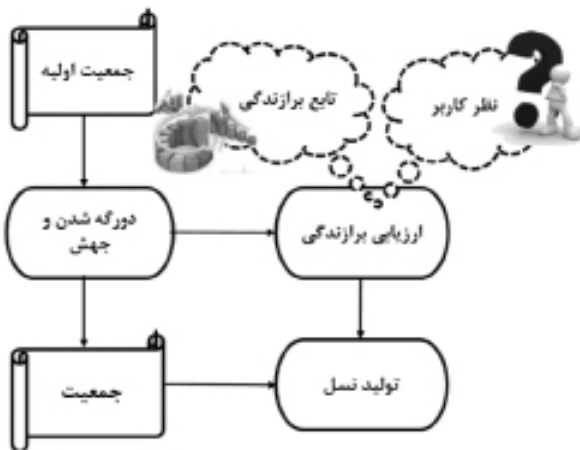 جمعیت اولیه
تابع برازندگی
نظر کاربر
دورگه شدن و
جهش
ارزیابی برازندگی
جمعیت
تولید نسل